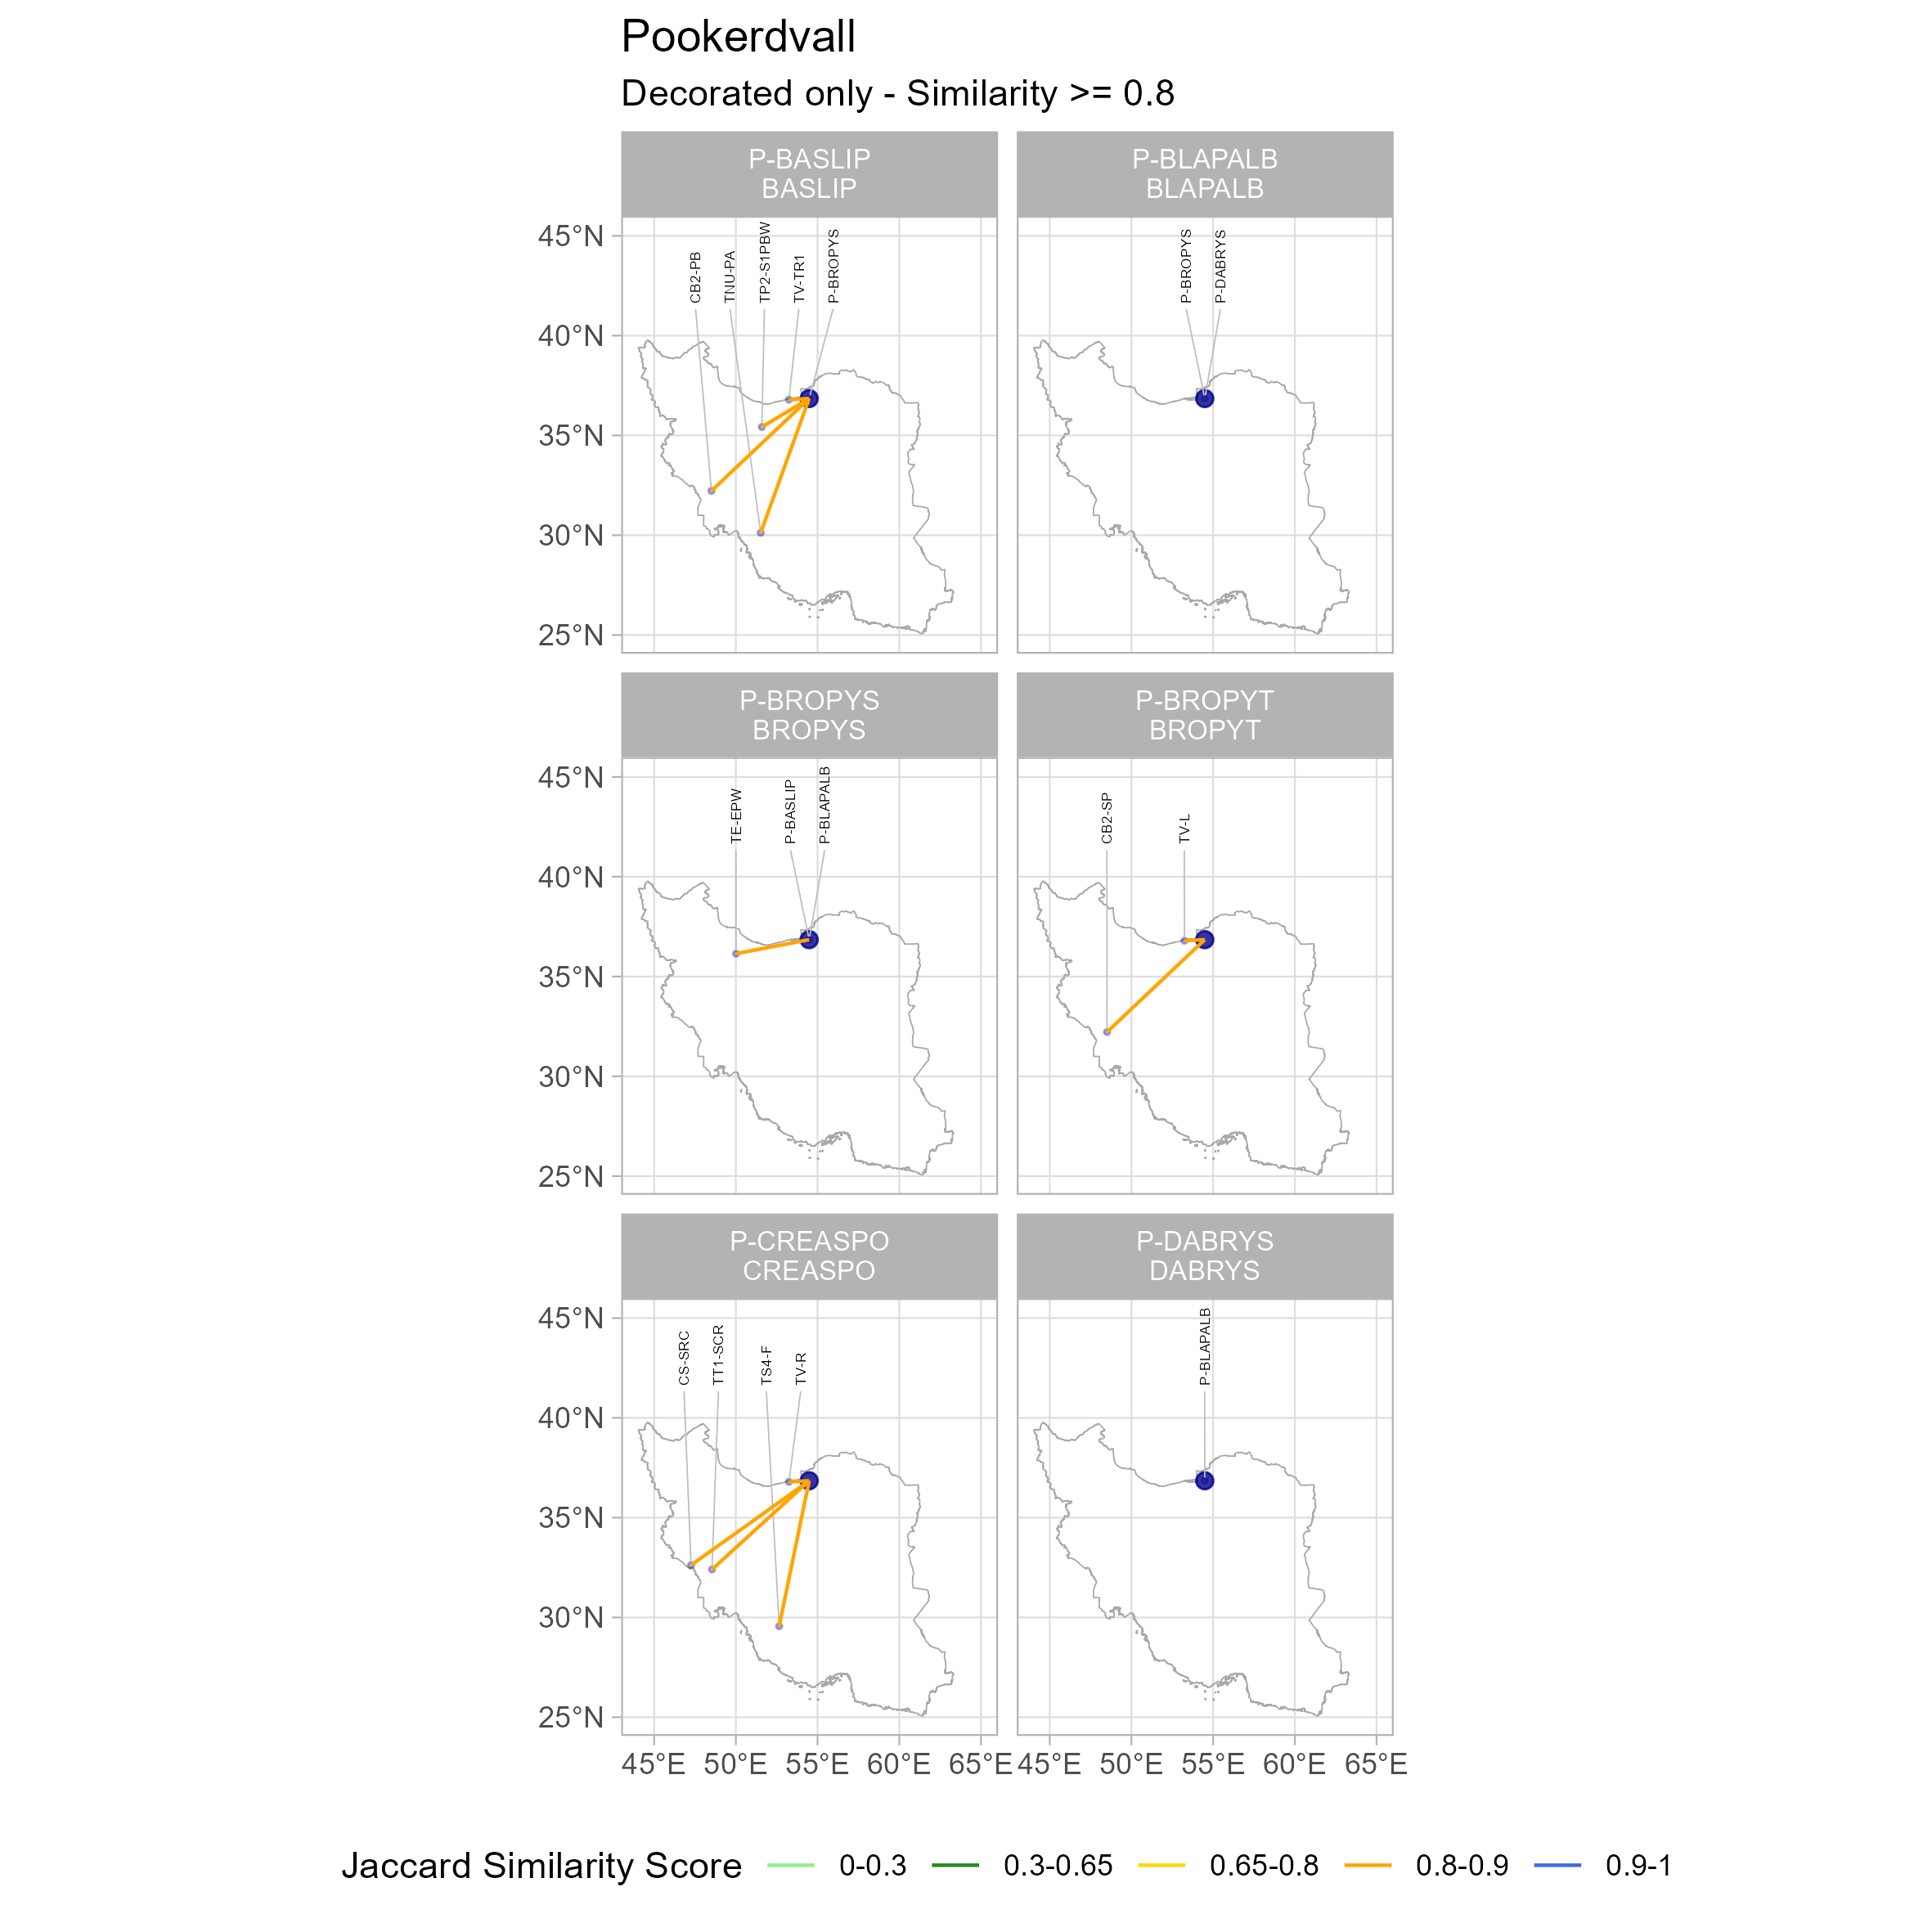 Pookerdvall
Decorated only - Similarity >= 0.8
P-BASLIP
BASLIP
P-BLAPALB
BLAPALB
45°N
40°N
35°N
30°N
25°N
CB2-PB
TNU-PA
TP2-S1PBW
TV-TR1
P-BROPYS
P-BROPYS
P-DABRYS
P-BROPYS
BROPYS
P-BROPYT
BROPYT
45°N
40°N
35°N
30°N
25°N
TE-EPW
P-BASLIP
P-BLAPALB
CB2-SP
TV-L
P-CREASPO
CREASPO
P-DABRYS
DABRYS
45°N
40°N
35°N
30°N
25°N
CS-SRC
TT1-SCR
TS4-F
TV-R
P-BLAPALB
45°E 50°E 55°E 60°E 65°E
45°E 50°E 55°E 60°E 65°E
Jaccard Similarity Score 0-0.3 0.3-0.65 0.65-0.8 0.8-0.9 0.9-1